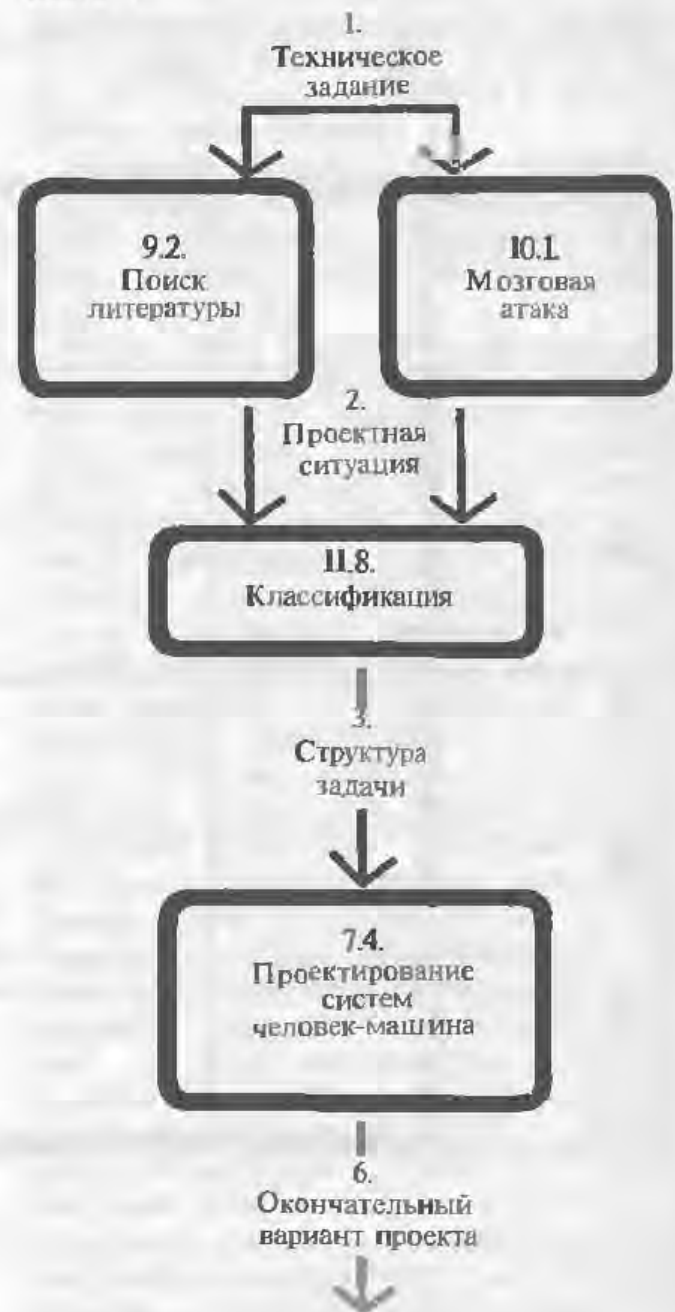 1.
Техническое
задание
9.2.
Поиск
литературы
10.1.
Мозговая
атака
2.
Проектная
ситуация
11.8.
Классификация
3.
Структура
задачи
7.4.
Проектирование
систем
человек-машина
6.
Окончательный
вариант проекта